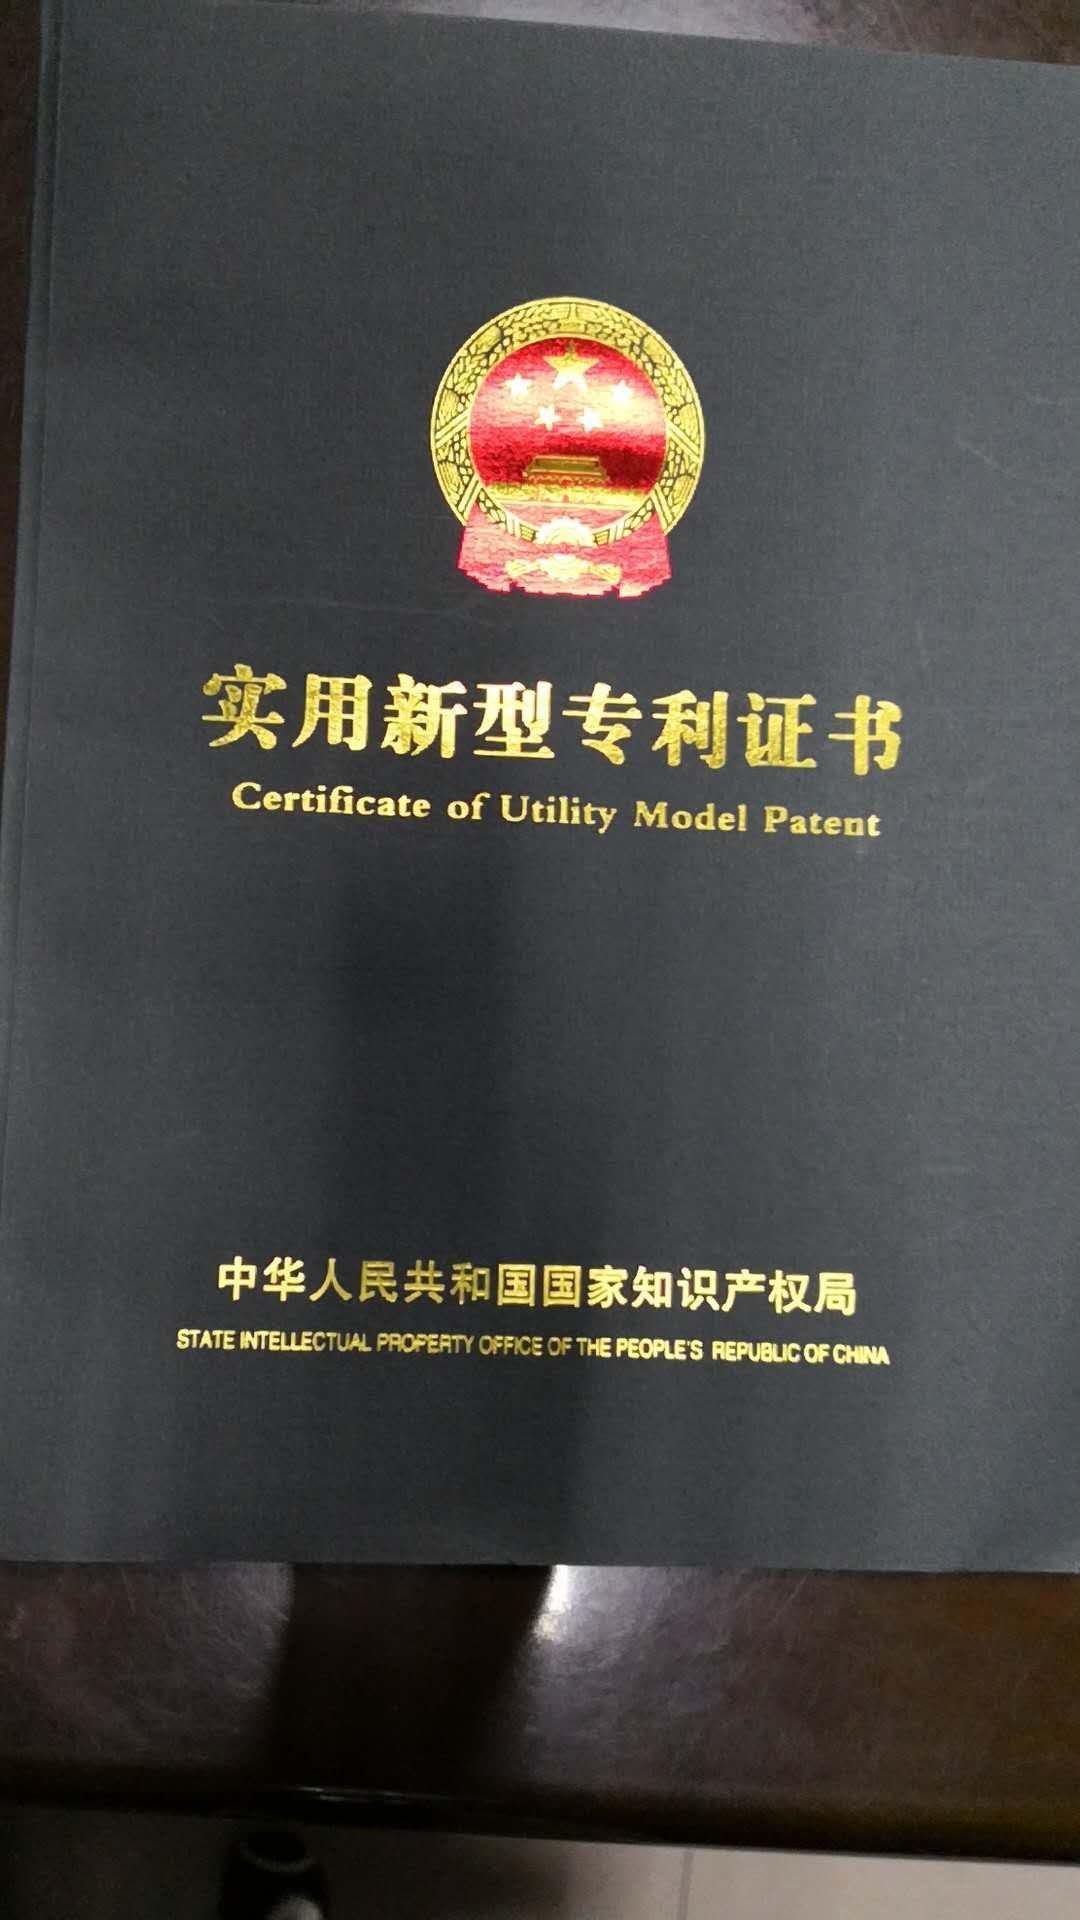 实用新型专利证书
Certificate of Utility Model Patent
中华人民共和国国家知识产权局
STATE INTELLECTUAL PROPERTY OFFICE OF THE PEOPLE'S REPUBLIC OF CHINA